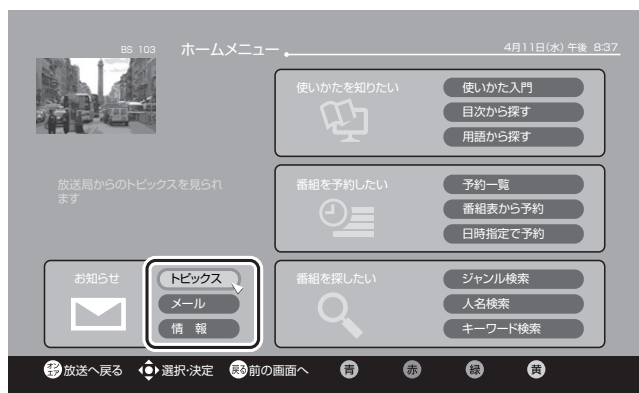 BS 103 ホームメニュー 4月11日(水) 午後 8:37
使いかたを知りたい
使いかた入門
目次から探す
用語から探す
放送局からのトピックスを見られ
ます
番組を予約したい
予約一覧
番組表から予約
日時指定で予約
お知らせ
トピックス
メール
情 報
番組を探したい
ジャンル検索
人名検索
キーワード検索
オンエア 放送へ戻る 選択・決定 戻る 前の画面へ 青 赤 緑 黄